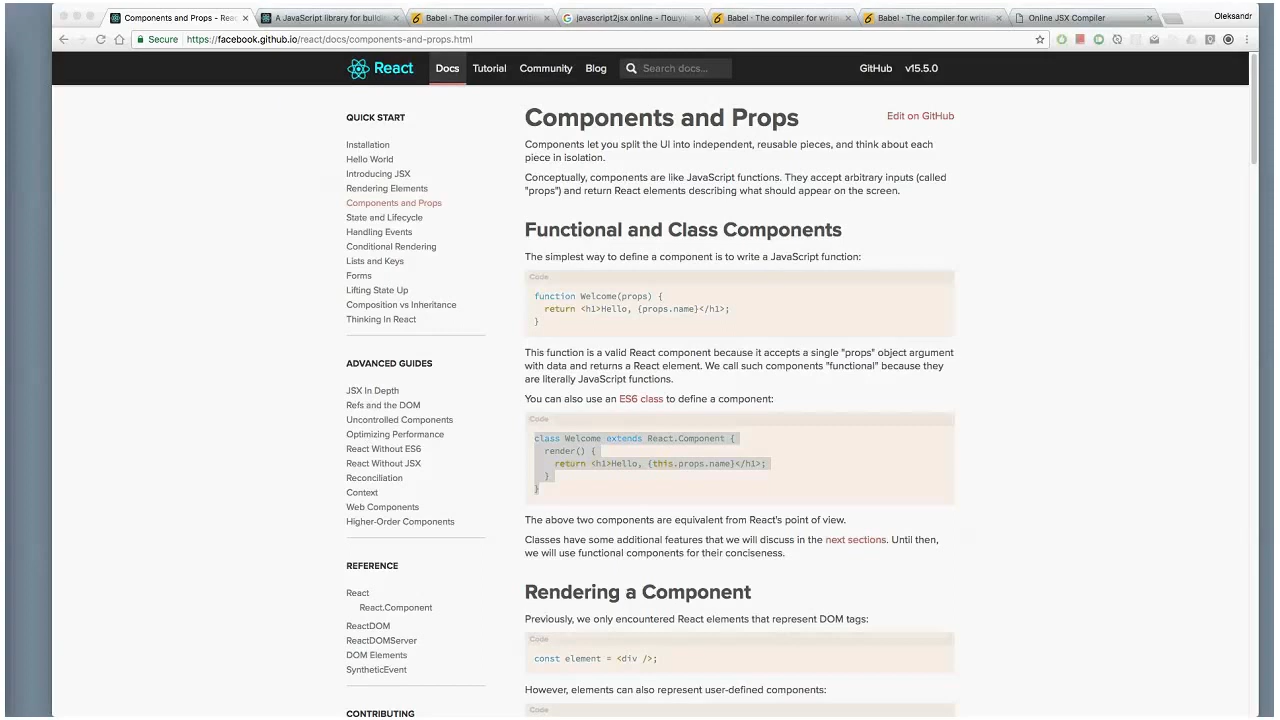 Components and Props - Rea
A JavaScript library for buildin
Babel · The compiler for writin
javascript2jsx online - Пошук
Babel · The compiler for writin
Babel · The compiler for writin
Online JSX Compiler
Oleksandr
Secure
https://facebook.github.io/react/docs/components-and-props.html
React
Docs
Tutorial
Community
Blog
Search docs...
GitHub
v15.5.0
QUICK START
Installation
Hello World
Introducing JSX
Rendering Elements
Components and Props
State and Lifecycle
Handling Events
Conditional Rendering
Lists and Keys
Forms
Lifting State Up
Composition vs Inheritance
Thinking In React
ADVANCED GUIDES
JSX In Depth
Refs and the DOM
Uncontrolled Components
Optimizing Performance
React Without ES6
React Without JSX
Reconciliation
Context
Web Components
Higher-Order Components
REFERENCE
React
React.Component
ReactDOM
ReactDOMServer
DOM Elements
SyntheticEvent
CONTRIBUTING
Components and Props
Edit on GitHub
Components let you split the UI into independent, reusable pieces, and think about each
piece in isolation.
Conceptually, components are like JavaScript functions. They accept arbitrary inputs (called
"props") and return React elements describing what should appear on the screen.
Functional and Class Components
The simplest way to define a component is to write a JavaScript function:
Code
function Welcome(props) {
return <h1>Hello, {props.name}</h1>;
}
This function is a valid React component because it accepts a single "props" object argument
with data and returns a React element. We call such components "functional" because they
are literally JavaScript functions.
You can also use an ES6 class to define a component:
Code
class Welcome extends React.Component {
render() {
return <h1>Hello, {this.props.name}</h1>;
}
}
The above two components are equivalent from React's point of view.
Classes have some additional features that we will discuss in the next sections. Until then,
we will use functional components for their conciseness.
Rendering a Component
Previously, we only encountered React elements that represent DOM tags:
Code
const element = <div />;
However, elements can also represent user-defined components:
Code